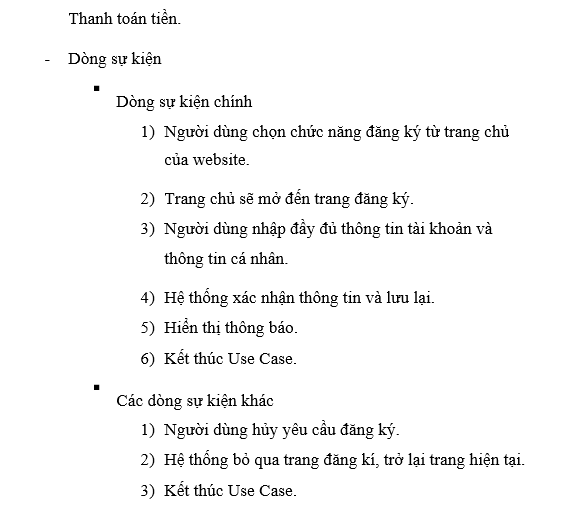 Thanh toán tiền.
- Dòng sự kiện
▪ Dòng sự kiện chính
1) Người dùng chọn chức năng đăng ký từ trang chủ
của website.
2) Trang chủ sẽ mở đến trang đăng ký.
3) Người dùng nhập đầy đủ thông tin tài khoản và
thông tin cá nhân.
4) Hệ thống xác nhận thông tin và lưu lại.
5) Hiển thị thông báo.
6) Kết thúc Use Case.
▪ Các dòng sự kiện khác
1) Người dùng hủy yêu cầu đăng ký.
2) Hệ thống bỏ qua trang đăng kí, trở lại trang hiện tại.
3) Kết thúc Use Case.